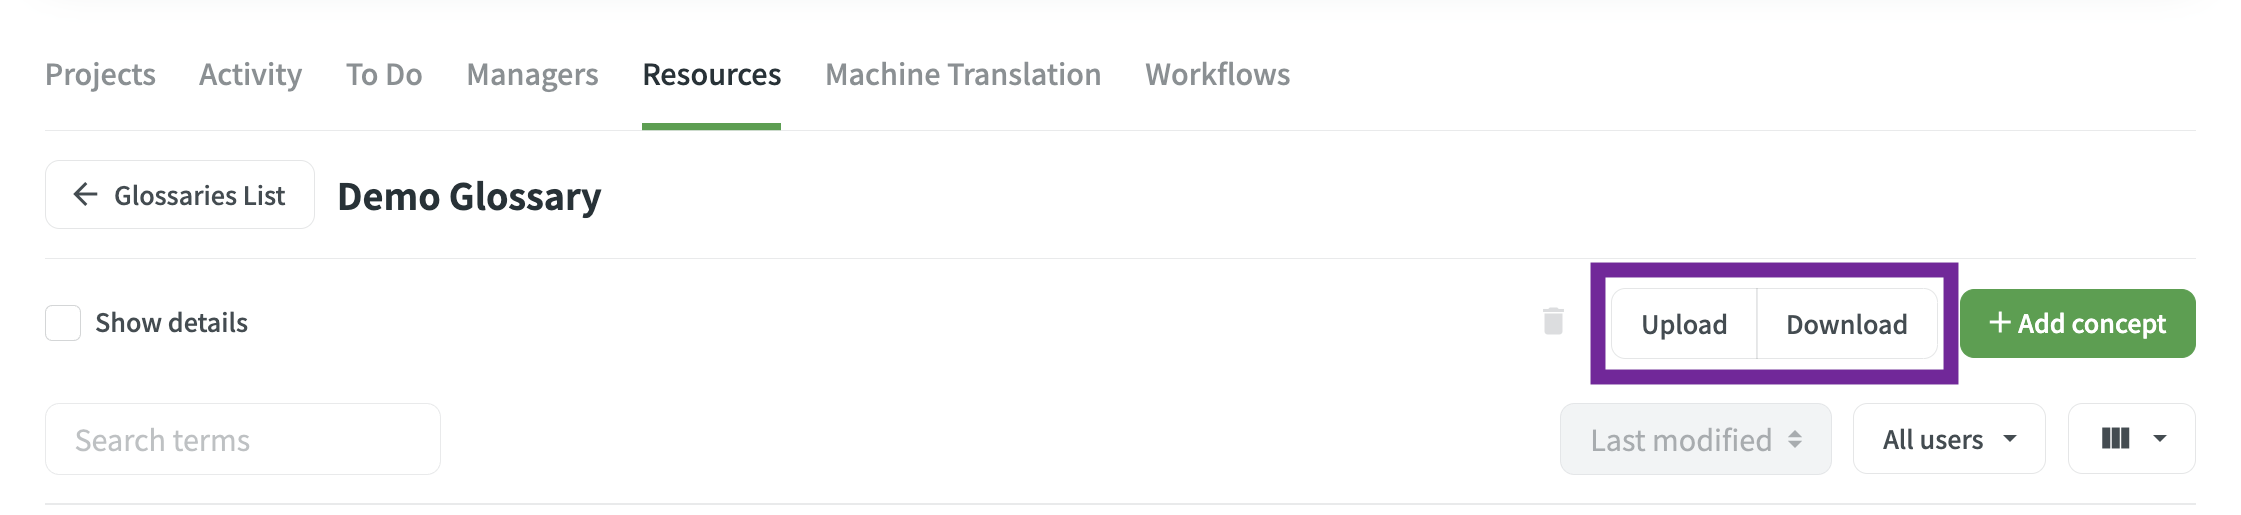 Projects Activity To Do Managers Resources Machine Translation Workflows
Glossaries List Demo Glossary
Show details Upload Download + Add concept
Search terms Last modified All users